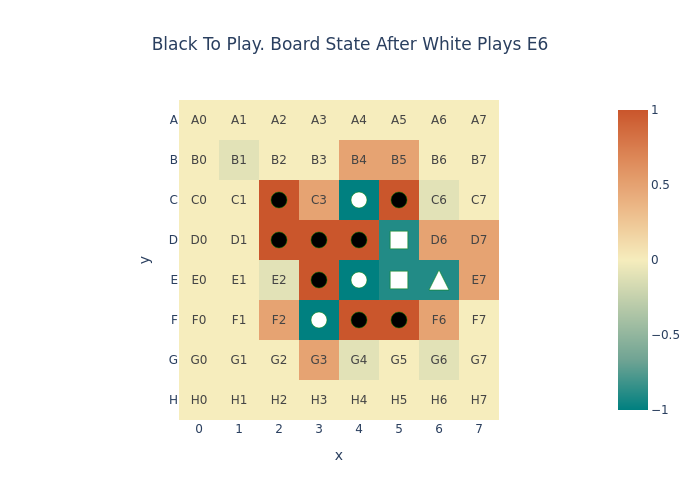 Black To Play. Board State After White Plays E6
A A0 A1 A2 A3 A4 A5 A6 A7
B B0 B1 B2 B3 B4 B5 B6 B7
C C0 C1 C3 C6 C7
D D0 D1 D6 D7
E E0 E1 E2 E7
F F0 F1 F2 F6 F7
G G0 G1 G2 G3 G4 G5 G6 G7
H H0 H1 H2 H3 H4 H5 H6 H7
0 1 2 3 4 5 6 7
x
y
1
0.5
0
−0.5
−1